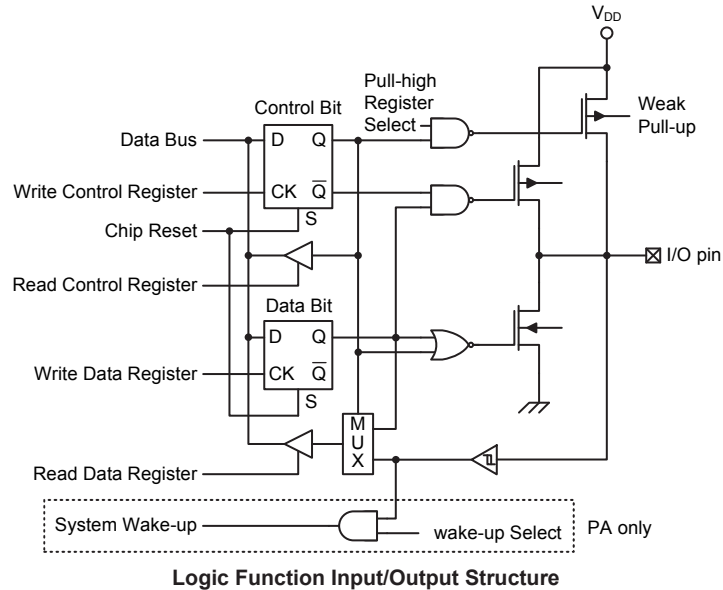 VDD
Pull-high
Register
Select
Weak
Pull-up
Control Bit
Data Bus
D Q
Write Control Register
CK Q̅
S
Chip Reset
I/O pin
Read Control Register
Data Bit
D Q
Write Data Register
CK Q̅
S
M
U
X
Read Data Register
System Wake-up
wake-up Select
PA only
Logic Function Input/Output Structure